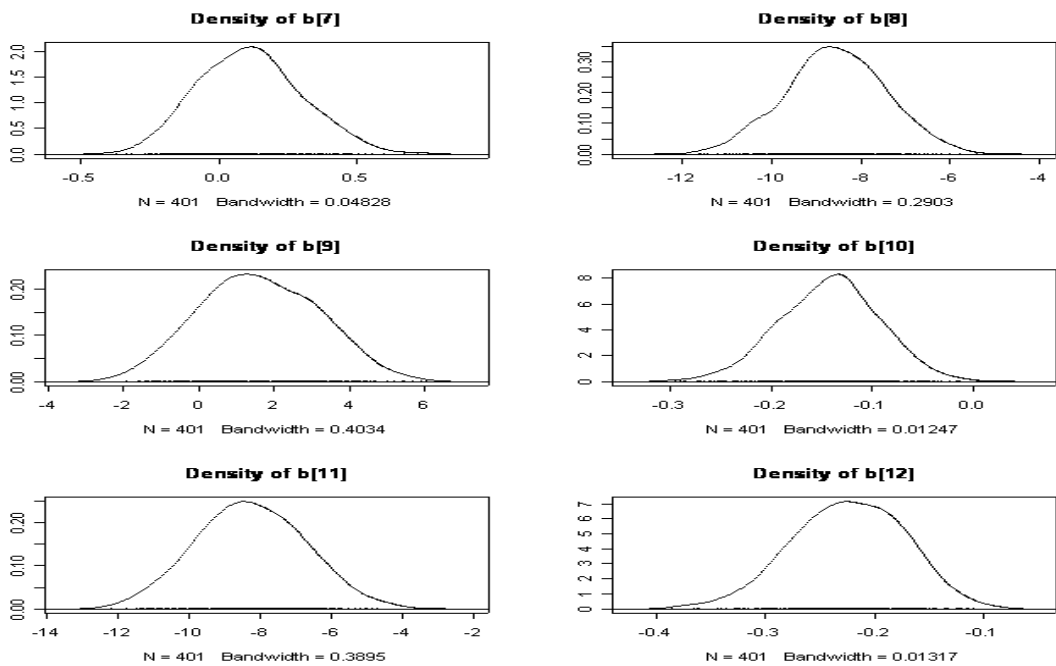 Density of b[7]
0.0 0.5 1.0 1.5 2.0
-0.5 0.0 0.5
N = 401 Bandwidth = 0.04828
Density of b[8]
0.00 0.10 0.20 0.30
-12 -10 -8 -6 -4
N = 401 Bandwidth = 0.2903
Density of b[9]
0.00 0.10 0.20
-4 -2 0 2 4 6
N = 401 Bandwidth = 0.4034
Density of b[10]
0 2 4 6 8
-0.3 -0.2 -0.1 0.0
N = 401 Bandwidth = 0.01247
Density of b[11]
0.00 0.10 0.20
-14 -12 -10 -8 -6 -4 -2
N = 401 Bandwidth = 0.3895
Density of b[12]
0 1 2 3 4 5 6 7
-0.4 -0.3 -0.2 -0.1
N = 401 Bandwidth = 0.01317